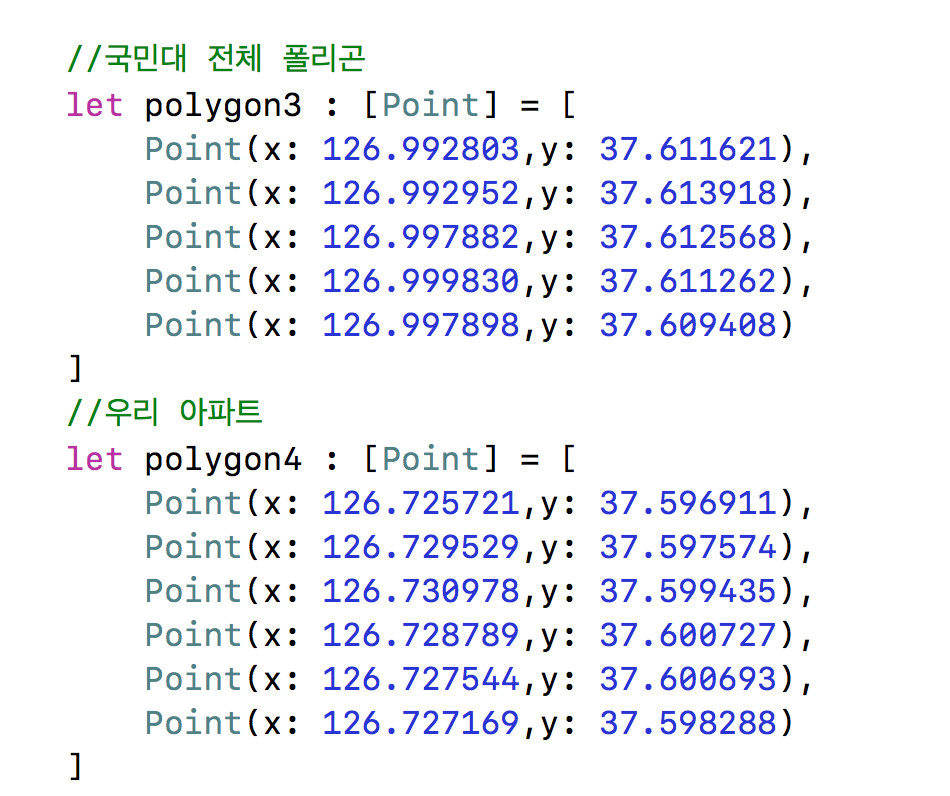 //국민대 전체 폴리곤
let polygon3 : [Point] = [
    Point(x: 126.992803,y: 37.611621),
    Point(x: 126.992952,y: 37.613918),
    Point(x: 126.997882,y: 37.612568),
    Point(x: 126.999830,y: 37.611262),
    Point(x: 126.997898,y: 37.609408)
]
//우리 아파트
let polygon4 : [Point] = [
    Point(x: 126.725721,y: 37.596911),
    Point(x: 126.729529,y: 37.597574),
    Point(x: 126.730978,y: 37.599435),
    Point(x: 126.728789,y: 37.600727),
    Point(x: 126.727544,y: 37.600693),
    Point(x: 126.727169,y: 37.598288)
]